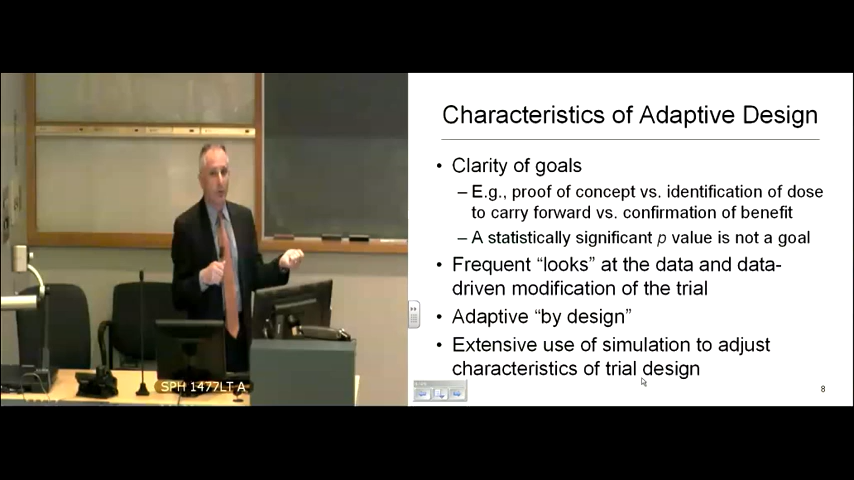 Characteristics of Adaptive Design
• Clarity of goals
– E.g., proof of concept vs. identification of dose
to carry forward vs. confirmation of benefit
– A statistically significant p value is not a goal
• Frequent “looks” at the data and data-
driven modification of the trial
• Adaptive “by design”
• Extensive use of simulation to adjust
characteristics of trial design
8
SPH 1477LT A